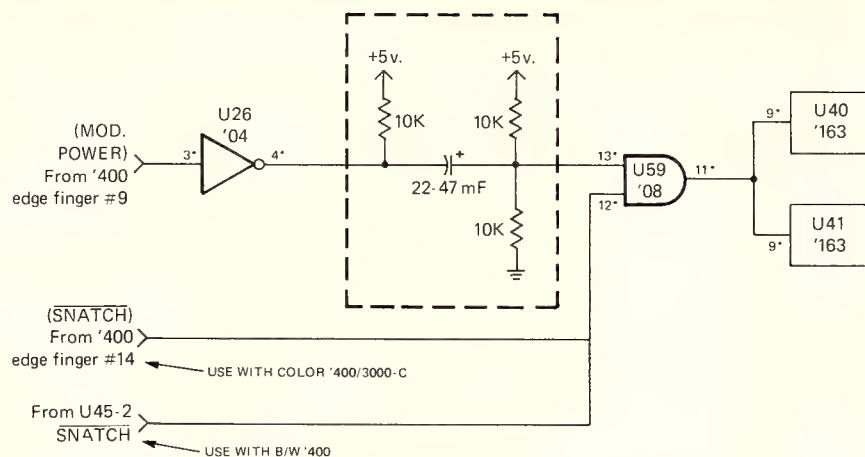 +5v.
+5v.
U26
'04
10K
10K
U40
'163
9*
(MOD.
POWER)
From '400
edge finger #9
3*
4*
+
22-47 mF
13*
12*
U59
'08
11*
10K
U41
'163
9*
(SNATCH)
From '400
edge finger #14
USE WITH COLOR '400/3000-C
From U45-2
SNATCH
USE WITH B/W '400